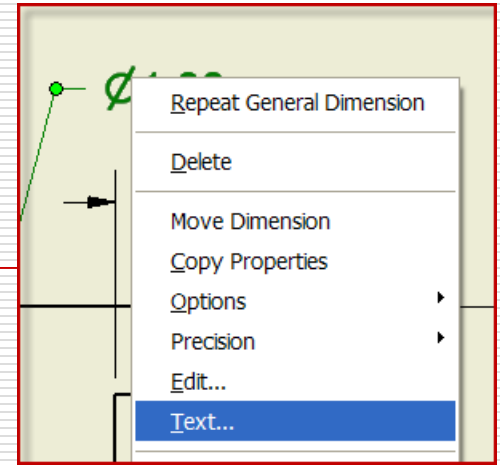 Ø
Repeat General Dimension
Delete
Move Dimension
Copy Properties
Options
Precision
Edit...
Text...